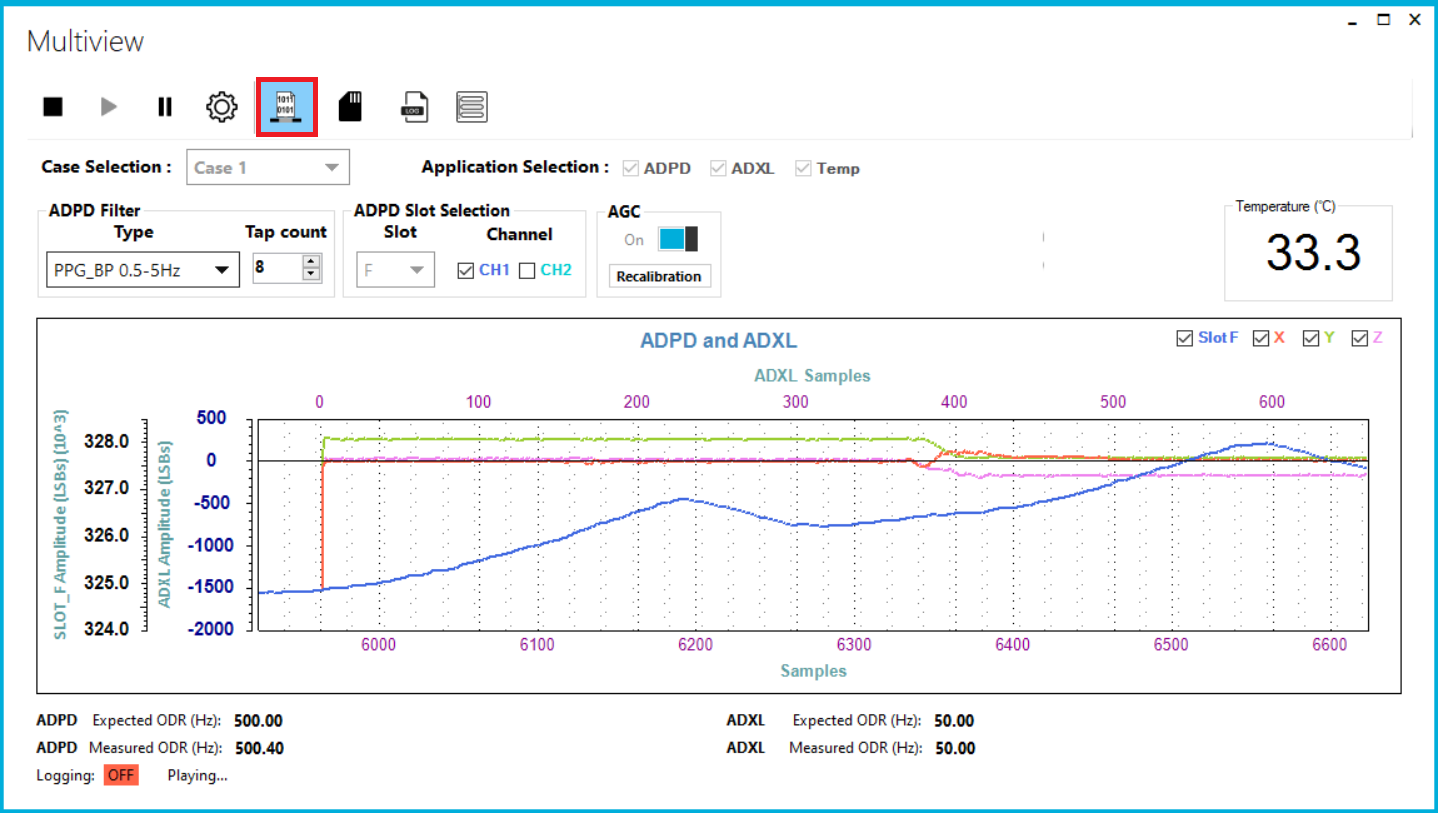 Multiview
1011
0101
LOG
Case Selection : Case 1 Application Selection : ADPD ADXL Temp
ADPD Filter ADPD Slot Selection AGC Temperature (°C)
Type Tap count Slot Channel
On
PPG_BP 0.5-5Hz 8 F CH1 CH2
Recalibration
33.3
ADPD and ADXL
Slot F X Y Z
ADXL Samples
0 100 200 300 400 500 600
SLOT_F Amplitude (LSBs) (10^3)
328.0
327.0
326.0
325.0
324.0
ADXL Amplitude (LSBs)
500
0
-500
-1000
-1500
-2000
6000 6100 6200 6300 6400 6500 6600
Samples
ADPD Expected ODR (Hz): 500.00 ADXL Expected ODR (Hz): 50.00
ADPD Measured ODR (Hz): 500.40 ADXL Measured ODR (Hz): 50.00
Logging: OFF Playing...